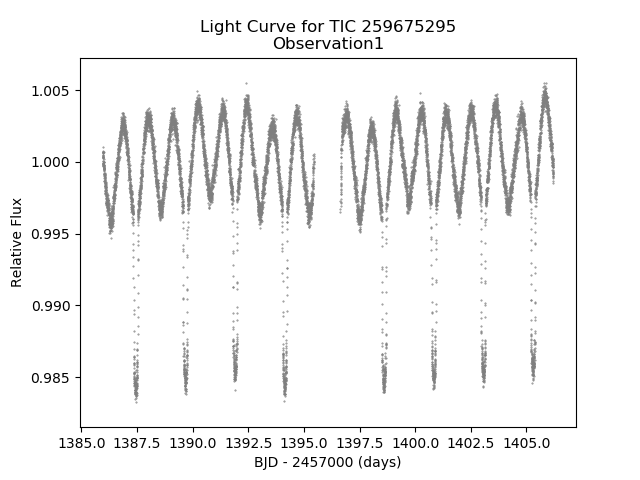 Light Curve for TIC 259675295
Observation1
Relative Flux
1.005
1.000
0.995
0.990
0.985
1385.0 1387.5 1390.0 1392.5 1395.0 1397.5 1400.0 1402.5 1405.0
BJD - 2457000 (days)